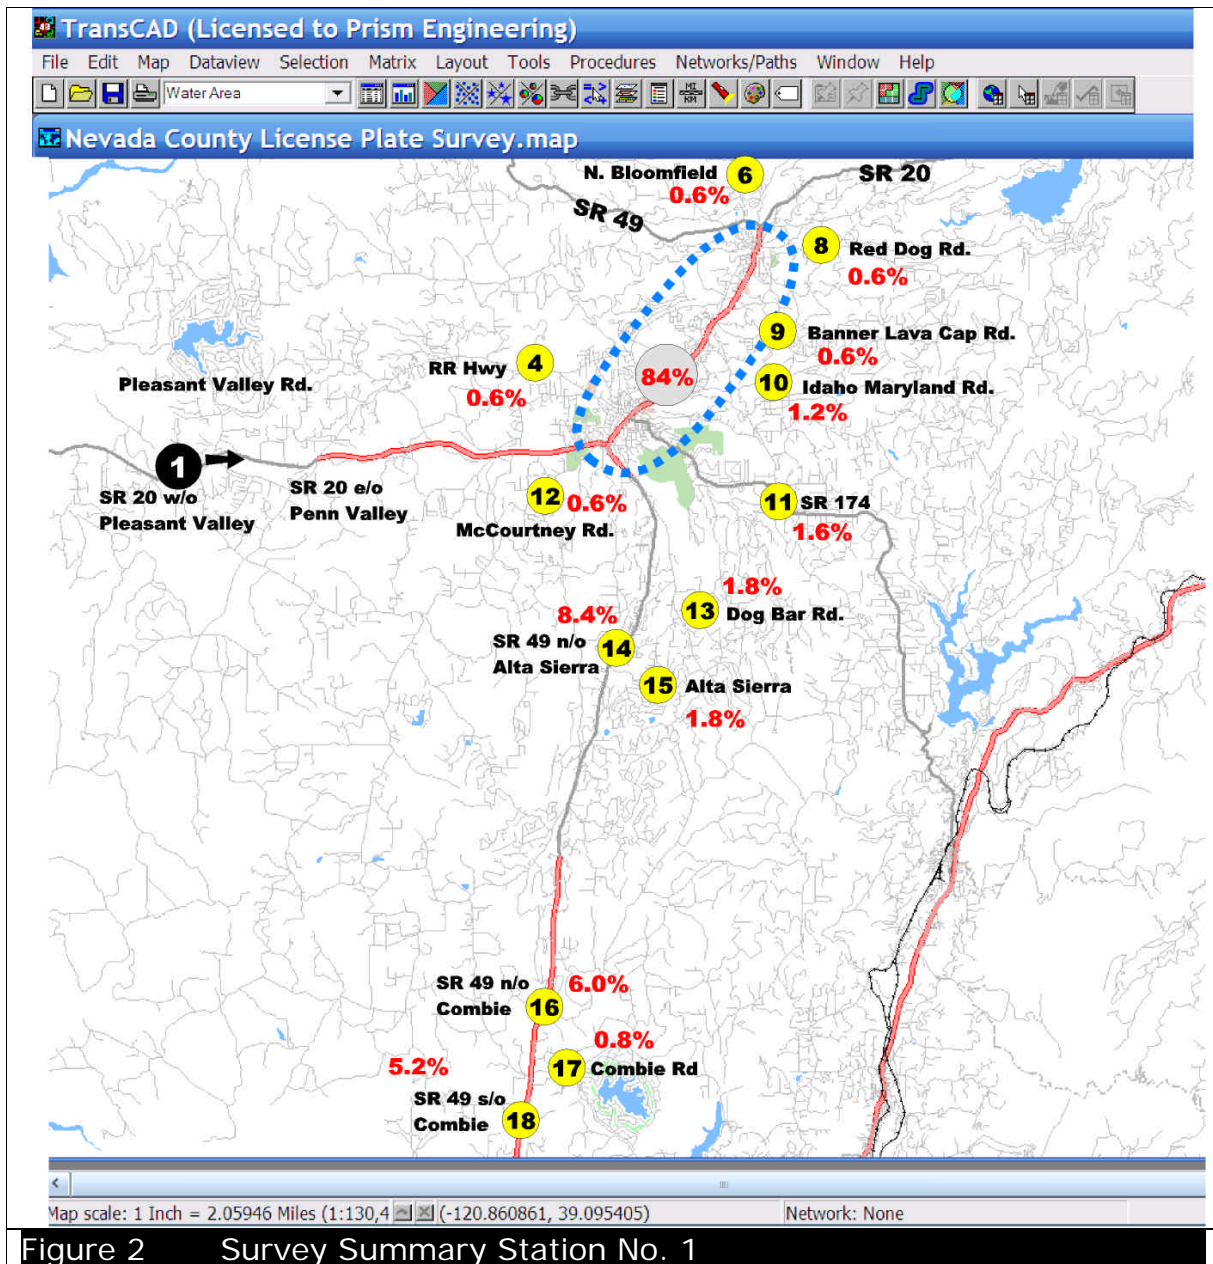 TransCAD (Licensed to Prism Engineering)
File Edit Map Dataview Selection Matrix Layout Tools Procedures Networks/Paths Window Help
Water Area
MI
KM
Nevada County License Plate Survey.map
N. Bloomfield 6
0.6%
SR 20
SR 49
8 Red Dog Rd.
0.6%
9 Banner Lava Cap Rd.
0.6%
RR Hwy 4
0.6%
84%
10 Idaho Maryland Rd.
1.2%
Pleasant Valley Rd.
1
SR 20 w/o
Pleasant Valley
SR 20 e/o
Penn Valley
12 0.6%
McCourtney Rd.
11 SR 174
1.6%
1.8%
13 Dog Bar Rd.
8.4%
SR 49 n/o
Alta Sierra 14
15 Alta Sierra
1.8%
SR 49 n/o 6.0%
Combie 16
0.8%
5.2%
17 Combie Rd
SR 49 s/o
Combie 18
Map scale: 1 Inch = 2.05946 Miles (1:130,4 (-120.860861, 39.095405) Network: None
Figure 2 Survey Summary Station No. 1